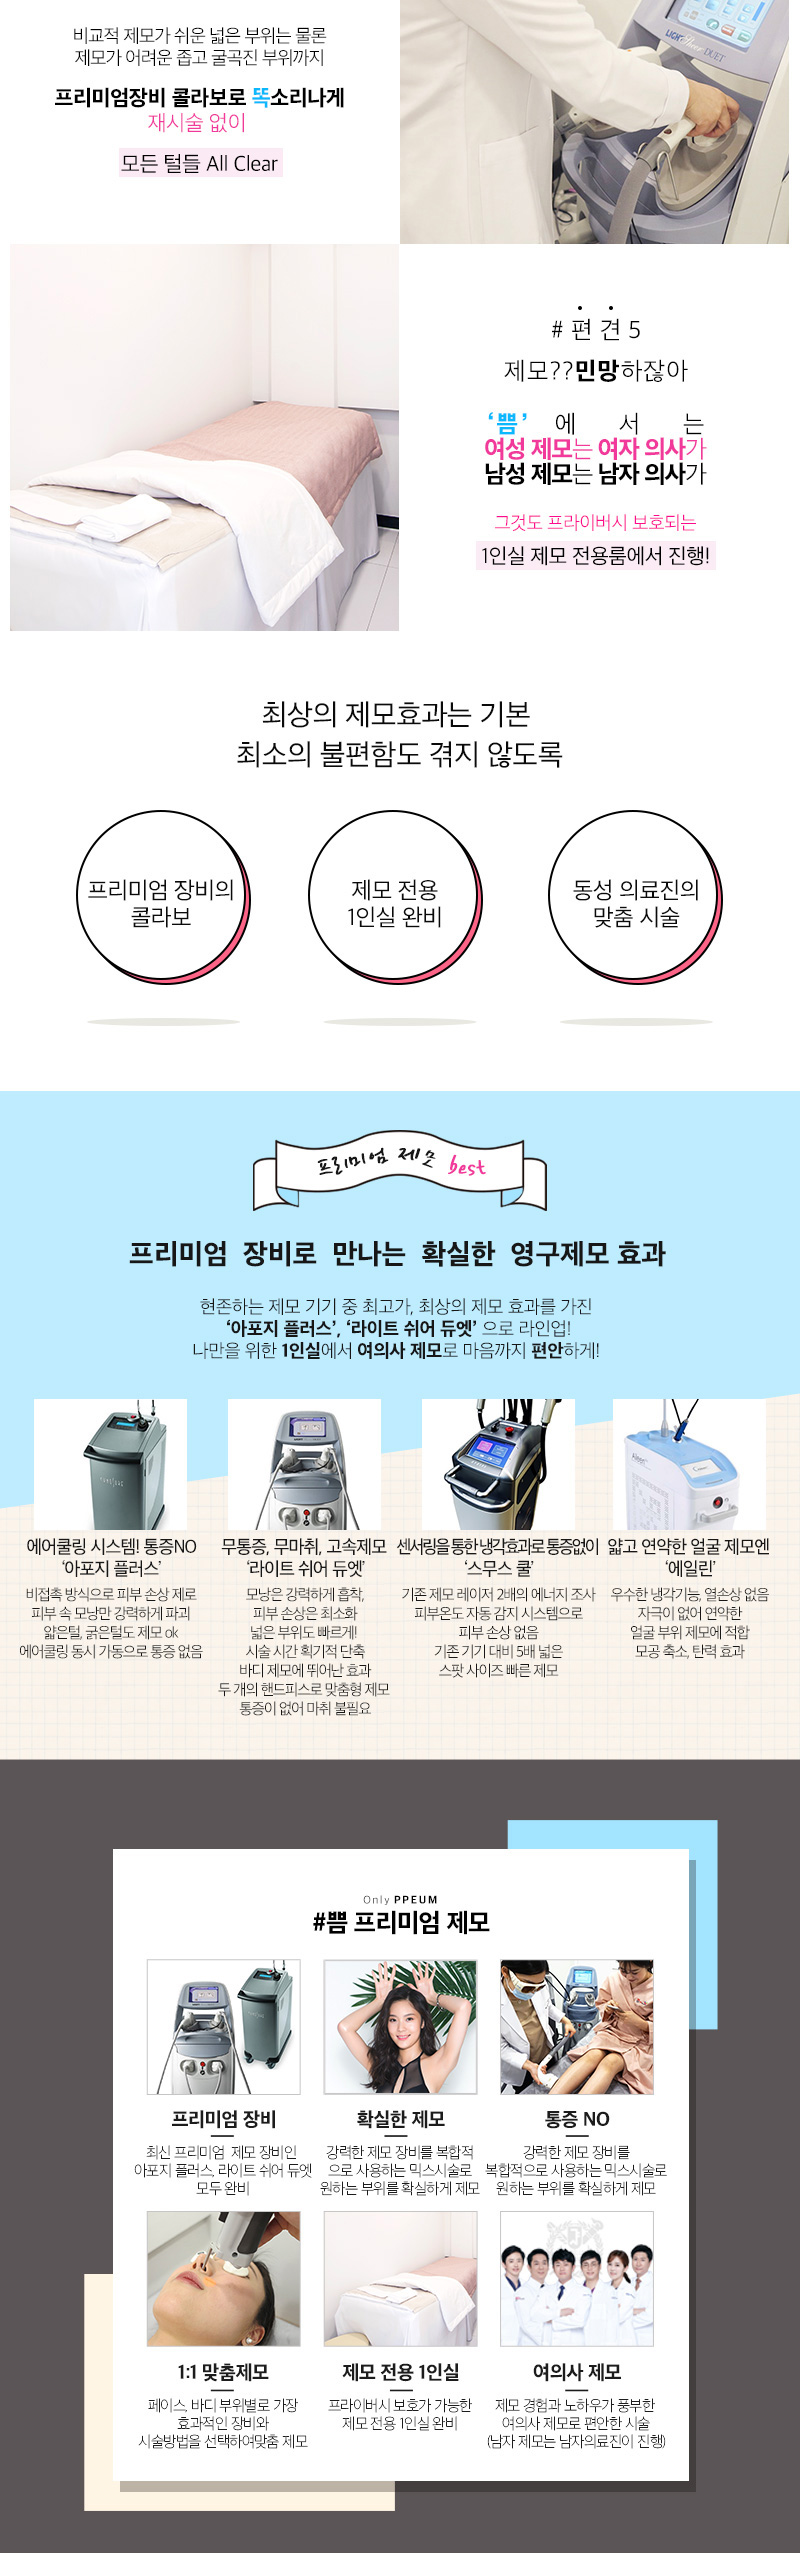 비교적 제모가 쉬운 넓은 부위는 물론
제모가 어려운 좁고 굴곡진 부위까지
프리미엄장비 콜라보로 똑소리나게
재시술 없이
모든 털들 All Clear
LIGHT Sheer DUET
# 편 견 5
제모??민망하잖아
‘쁨’ 에 서 는
여성 제모는 여자 의사가
남성 제모는 남자 의사가
그것도 프라이버시 보호되는
1인실 제모 전용룸에서 진행!
최상의 제모효과는 기본
최소의 불편함도 겪지 않도록
프리미엄 장비의
콜라보
제모 전용
1인실 완비
동성 의료진의
맞춤 시술
프리미엄 제모 best
프리미엄 장비로 만나는 확실한 영구제모 효과
현존하는 제모 기기 중 최고가, 최상의 제모 효과를 가진
‘아포지 플러스’, ‘라이트 쉬어 듀엣’ 으로 라인업!
나만을 위한 1인실에서 여의사 제모로 마음까지 편안하게!
에어쿨링 시스템! 통증NO
‘아포지 플러스’
비접촉 방식으로 피부 손상 제로
피부 속 모낭만 강력하게 파괴
얇은털, 굵은털도 제모 ok
에어쿨링 동시 가동으로 통증 없음
무통증, 무마취, 고속제모
‘라이트 쉬어 듀엣’
모낭은 강력하게 흡착,
피부 손상은 최소화
넓은 부위도 빠르게!
시술 시간 획기적 단축
바디 제모에 뛰어난 효과
두 개의 핸드피스로 맞춤형 제모
통증이 없어 마취 불필요
센서링을 통한 냉각효과로 통증없이
‘스무스 쿨’
기존 제모 레이저 2배의 에너지 조사
피부온도 자동 감지 시스템으로
피부 손상 없음
기존 기기 대비 5배 넓은
스팟 사이즈 빠른 제모
얇고 연약한 얼굴 제모엔
‘에일린’
우수한 냉각기능, 열손상 없음
자극이 없어 연약한
얼굴 부위 제모에 적합
모공 축소, 탄력 효과
Only PPEUM
#쁨 프리미엄 제모
프리미엄 장비
최신 프리미엄 제모 장비인
아포지 플러스, 라이트 쉬어 듀엣
모두 완비
확실한 제모
강력한 제모 장비를 복합적
으로 사용하는 믹스시술로
원하는 부위를 확실하게 제모
통증 NO
강력한 제모 장비를
복합적으로 사용하는 믹스시술로
원하는 부위를 확실하게 제모
1:1 맞춤제모
페이스, 바디 부위별로 가장
효과적인 장비와
시술방법을 선택하여맞춤 제모
제모 전용 1인실
프라이버시 보호가 가능한
제모 전용 1인실 완비
여의사 제모
제모 경험과 노하우가 풍부한
여의사 제모로 편안한 시술
(남자 제모는 남자의료진이 진행)